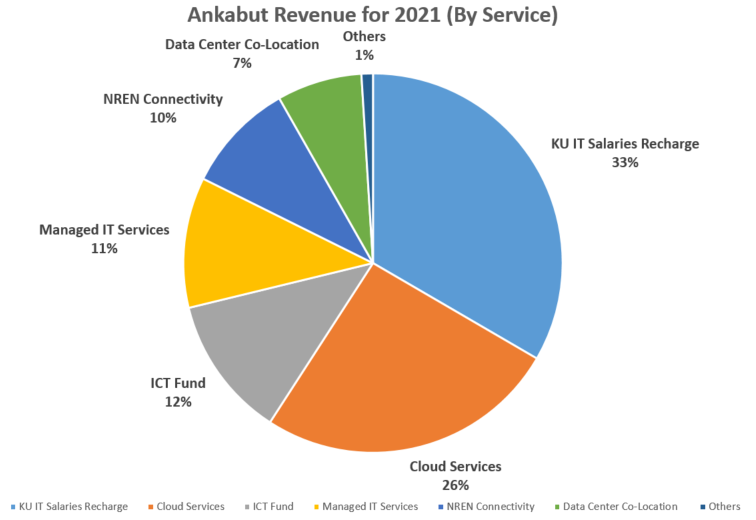 Ankabut Revenue for 2021 (By Service)
Others
1%
Data Center Co-Location
7%
NREN Connectivity
10%
KU IT Salaries Recharge
33%
Managed IT Services
11%
ICT Fund
12%
Cloud Services
26%
KU IT Salaries Recharge Cloud Services ICT Fund Managed IT Services NREN Connectivity Data Center Co-Location Others